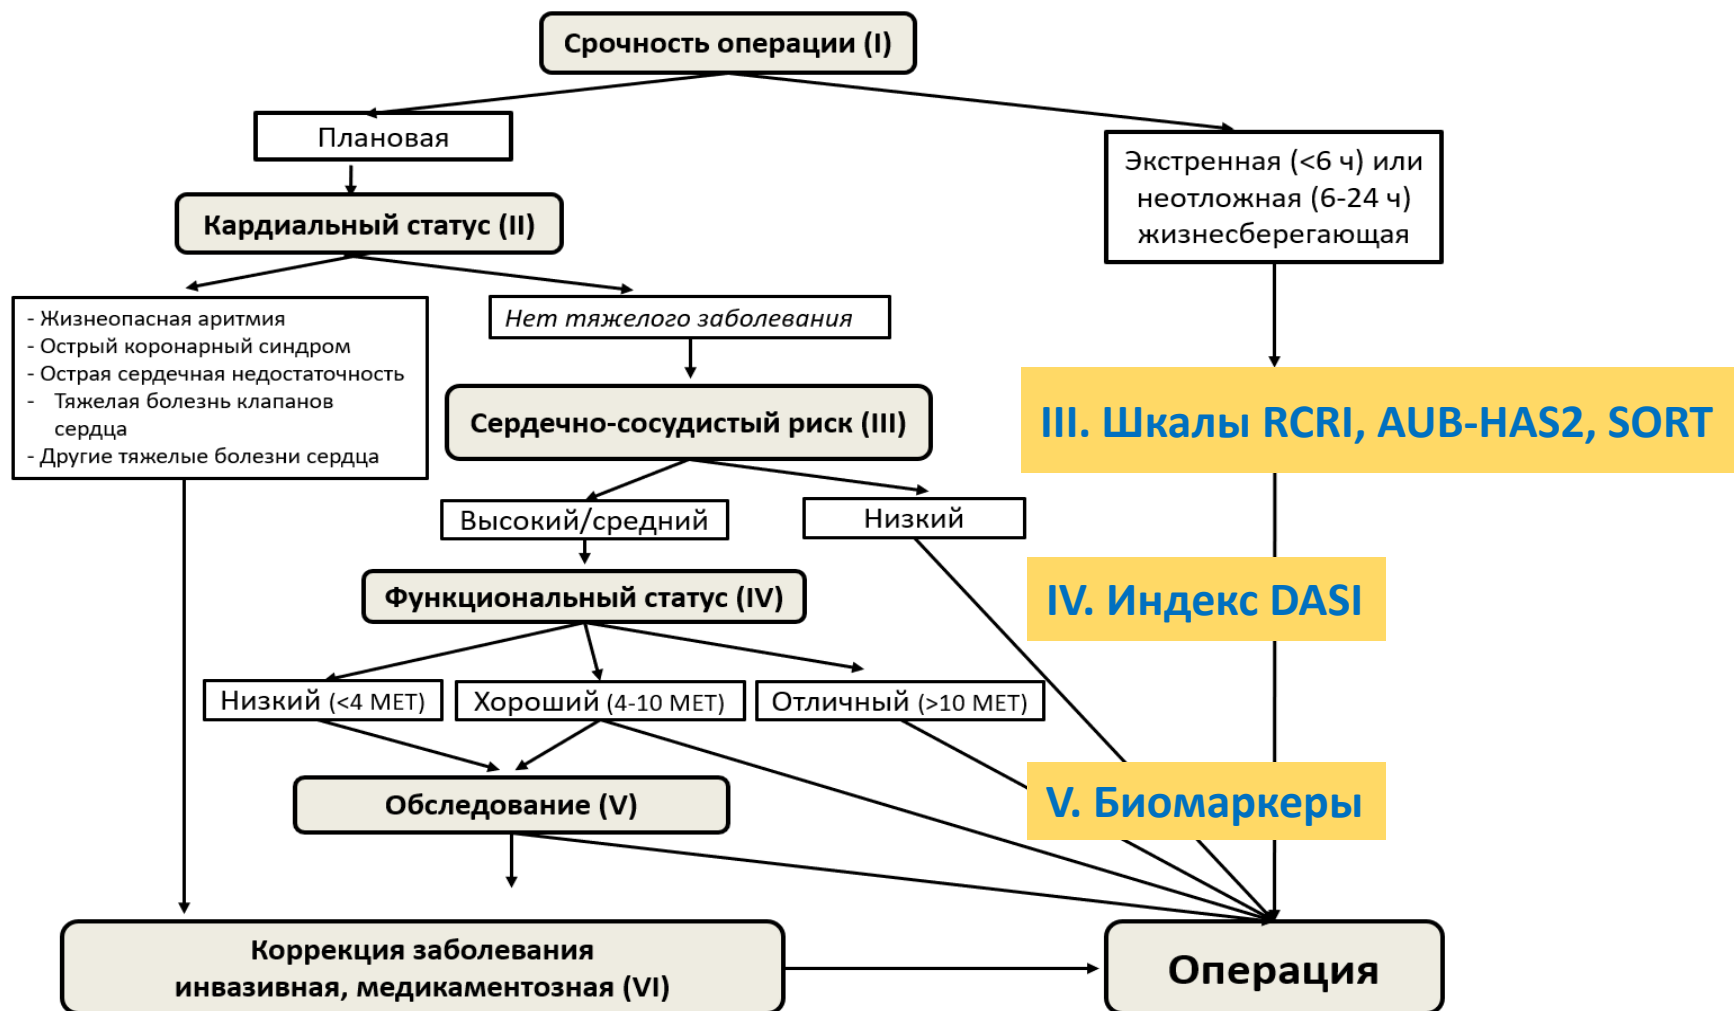 Срочность операции (I)
Плановая
Экстренная (<6 ч) или
неотложная (6-24 ч)
жизнесберегающая
Кардиальный статус (II)
- Жизнеопасная аритмия
- Острый коронарный синдром
- Острая сердечная недостаточность
- Тяжелая болезнь клапанов
сердца
- Другие тяжелые болезни сердца
Нет тяжелого заболевания
Сердечно-сосудистый риск (III)
III. Шкалы RCRI, AUB-HAS2, SORT
Высокий/средний
Низкий
Функциональный статус (IV)
IV. Индекс DASI
Низкий (<4 МЕТ)
Хороший (4-10 МЕТ)
Отличный (>10 МЕТ)
Обследование (V)
V. Биомаркеры
Коррекция заболевания
инвазивная, медикаментозная (VI)
Операция